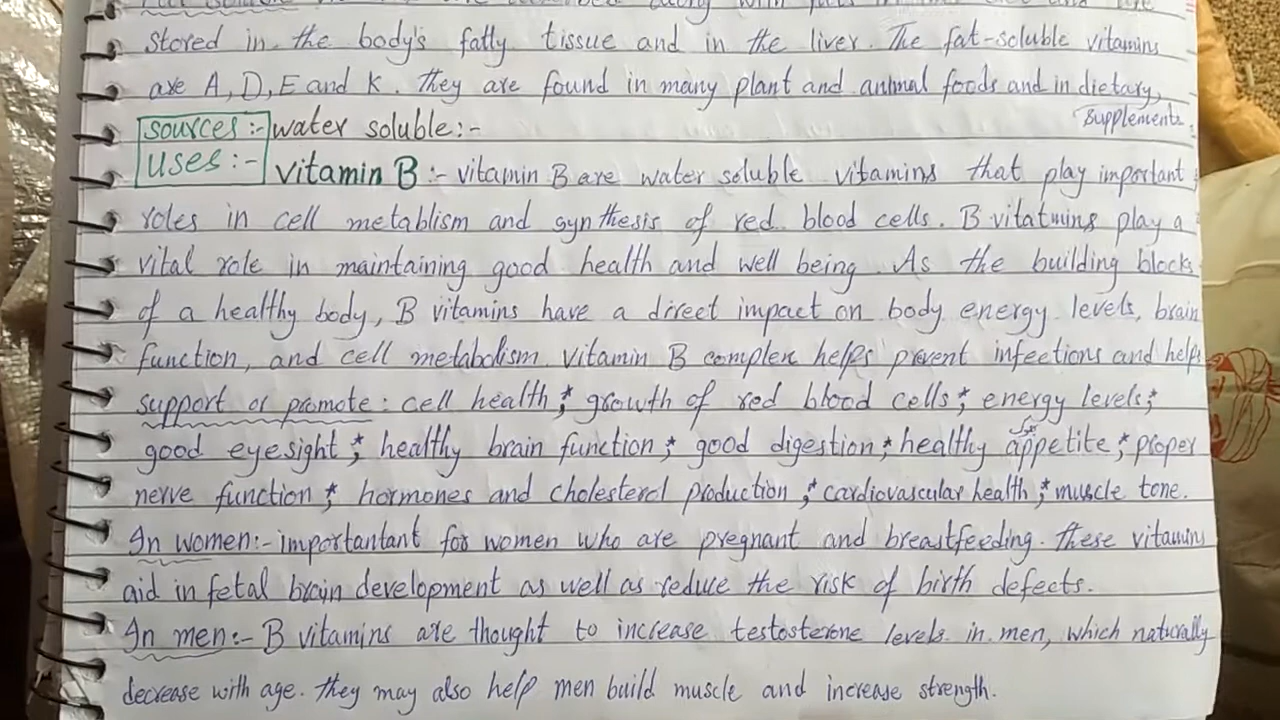 along with
stored in the body's fatty tissue and in the liver. The fat-soluble vitamins
are A, D, E and K. They are found in many plant and animal foods and in dietary,
supplements.
sources:- water soluble:-
uses:-
vitamin B:- vitamin B are water soluble vitamins that play important
roles in cell metablism and synthesis of red blood cells. B vitatmins play a
vital role in maintaining good health and well being. As the building blocks
of a healthy body, B vitamins have a direct impact on body energy levels, brain
function, and cell metabolism. vitamin B complex helps prevent infections and helps
support or pamote: cell health;* growth of red blood cells;* energy levels;*
good eyesight;* healthy brain function;* good digestion;* healthy appetite;* proper
nerve function;* hormones and cholesterol production;* cardiovascular health;* muscle tone.
In women:- importantant for women who are pregnant and breastfeeding. These vitamins
aid in fetal brain development as well as reduce the risk of birth defects.
In men:- B vitamins are thought to increase testosterone levels in men, which naturally
decrease with age. They may also help men build muscle and increase strength.